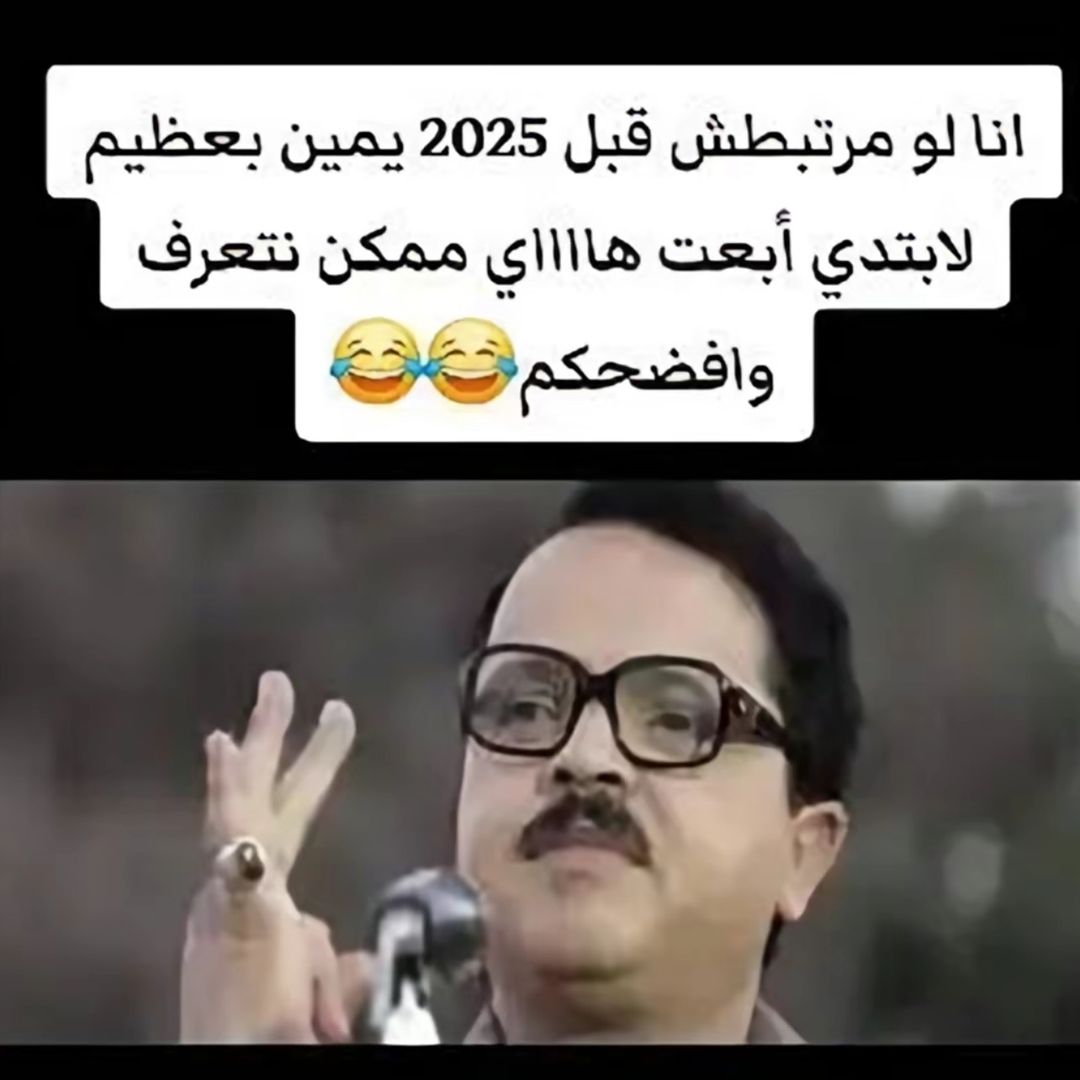 انا لو مرتبطش قبل 2025 يمين بعظيم
لابتدي أبعت هاااااي ممكن نتعرف
وافضحكم😂😂